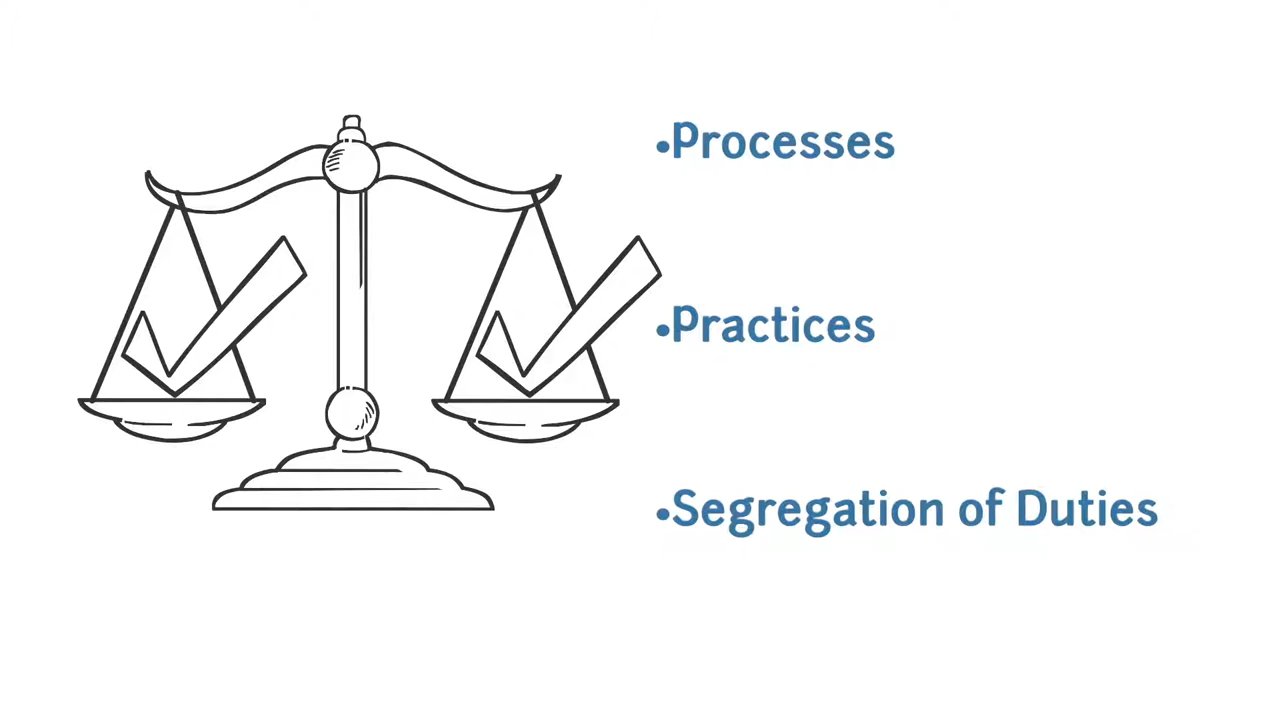 •Processes
•Practices
•Segregation of Duties